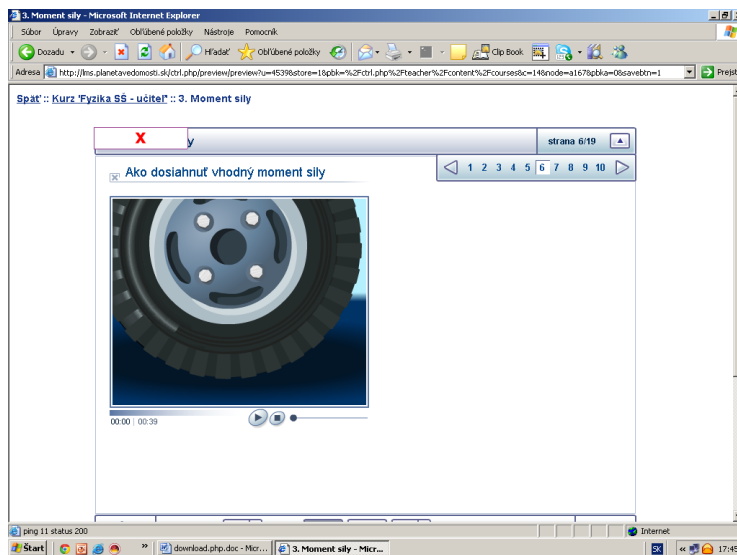 3. Moment sily - Microsoft Internet Explorer
Súbor Úpravy Zobraziť Obľúbené položky Nástroje Pomocník
Dozadu Hľadať Obľúbené položky Clip Book
Adresa http://lms.planetavedomosti.sk/ctrl.php/preview/preview?u=4539&store=1&pbk=%2Fctrl.php%2Fteacher%2Fcontent%2Fcourses&c=14&node=a167&pbka=0&savebtn=1 Prejsť
Späť :: Kurz 'Fyzika SŠ - učiteľ' :: 3. Moment sily
X y strana 6/19
Ako dosiahnuť vhodný moment sily
1 2 3 4 5 6 7 8 9 10
00:00 | 00:39
ping 11 status 200 Internet
Štart » download.php.doc - Micr... 3. Moment sily - Micr... SK « 17:45